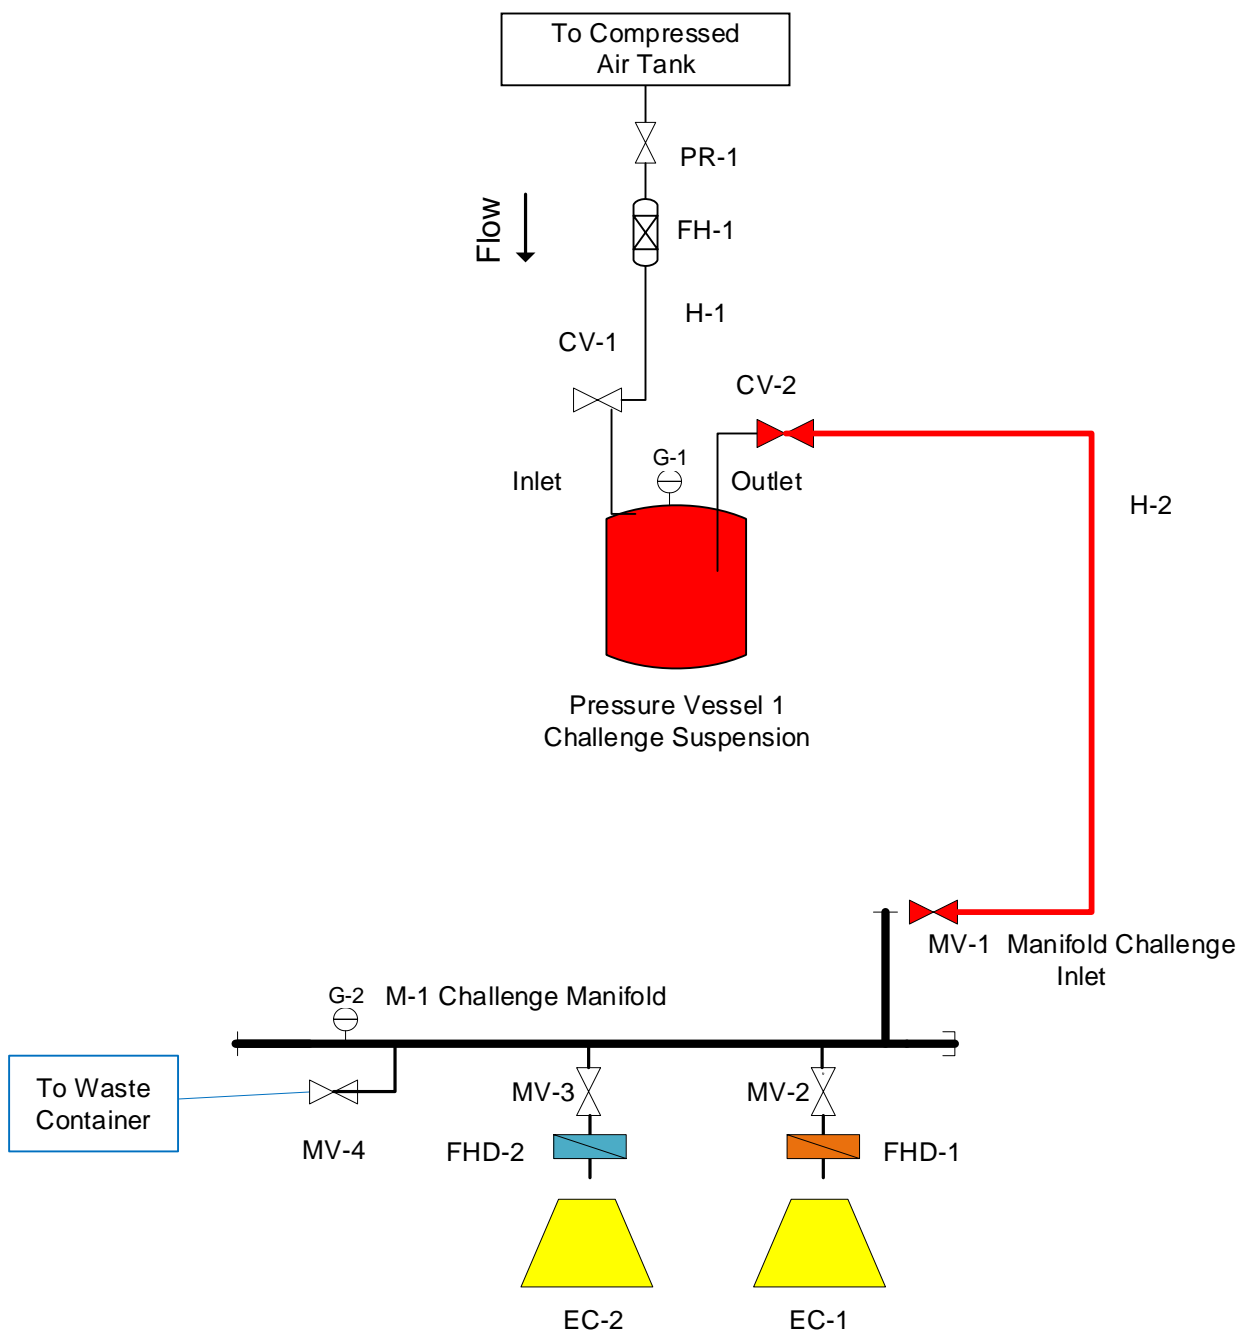 To Compressed
Air Tank
PR-1
Flow
FH-1
H-1
CV-1
CV-2
G-1
Inlet
Outlet
H-2
Pressure Vessel 1
Challenge Suspension
MV-1 Manifold Challenge
Inlet
G-2
M-1 Challenge Manifold
To Waste
Container
MV-3
MV-2
MV-4
FHD-2
FHD-1
EC-2
EC-1